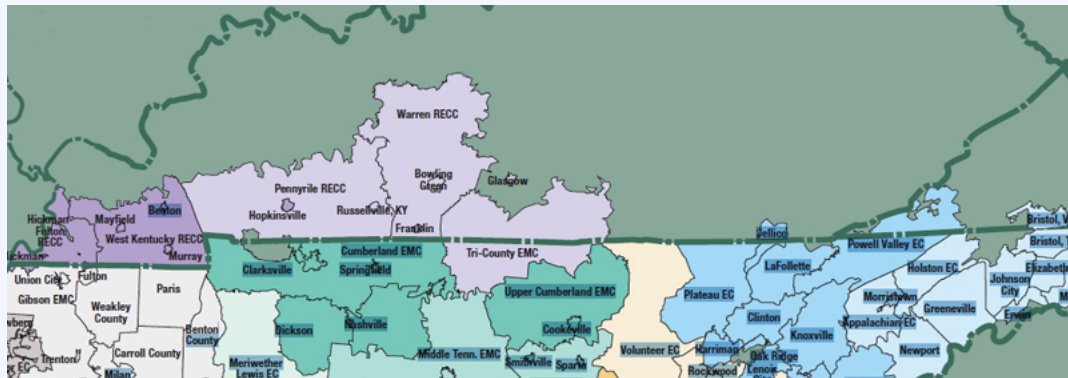 Warren RECC
Bowling
Green
Glasgow
Pennyrile RECC
Hopkinsville
Russellville, KY
Franklin
Benton
Mayfield
Hickman
Fulton
RECC
West Kentucky RECC
Murray
Hickman
Tri-County EMC
Cumberland EMC
Clarksville
Springfield
Jellico
Powell Valley EC
Bristol, V
Bristol, T
LaFollette
Holston EC
Union City
Fulton
Gibson EMC
Paris
Weakley
County
Upper Cumberland EMC
Plateau EC
Morristown
Greeneville
Johnson
City
Elizabeth
Newbern
Benton
County
Dickson
Nashville
Cookeville
Clinton
Knoxville
Appalachian EC
Erwin
Trenton
Carroll County
Milan
Meriwether
Lewis EC
Middle Tenn. EMC
Smithville
Sparta
Volunteer EC
Harriman
Rockwood
Oak Ridge
Lenoir
City
Newport